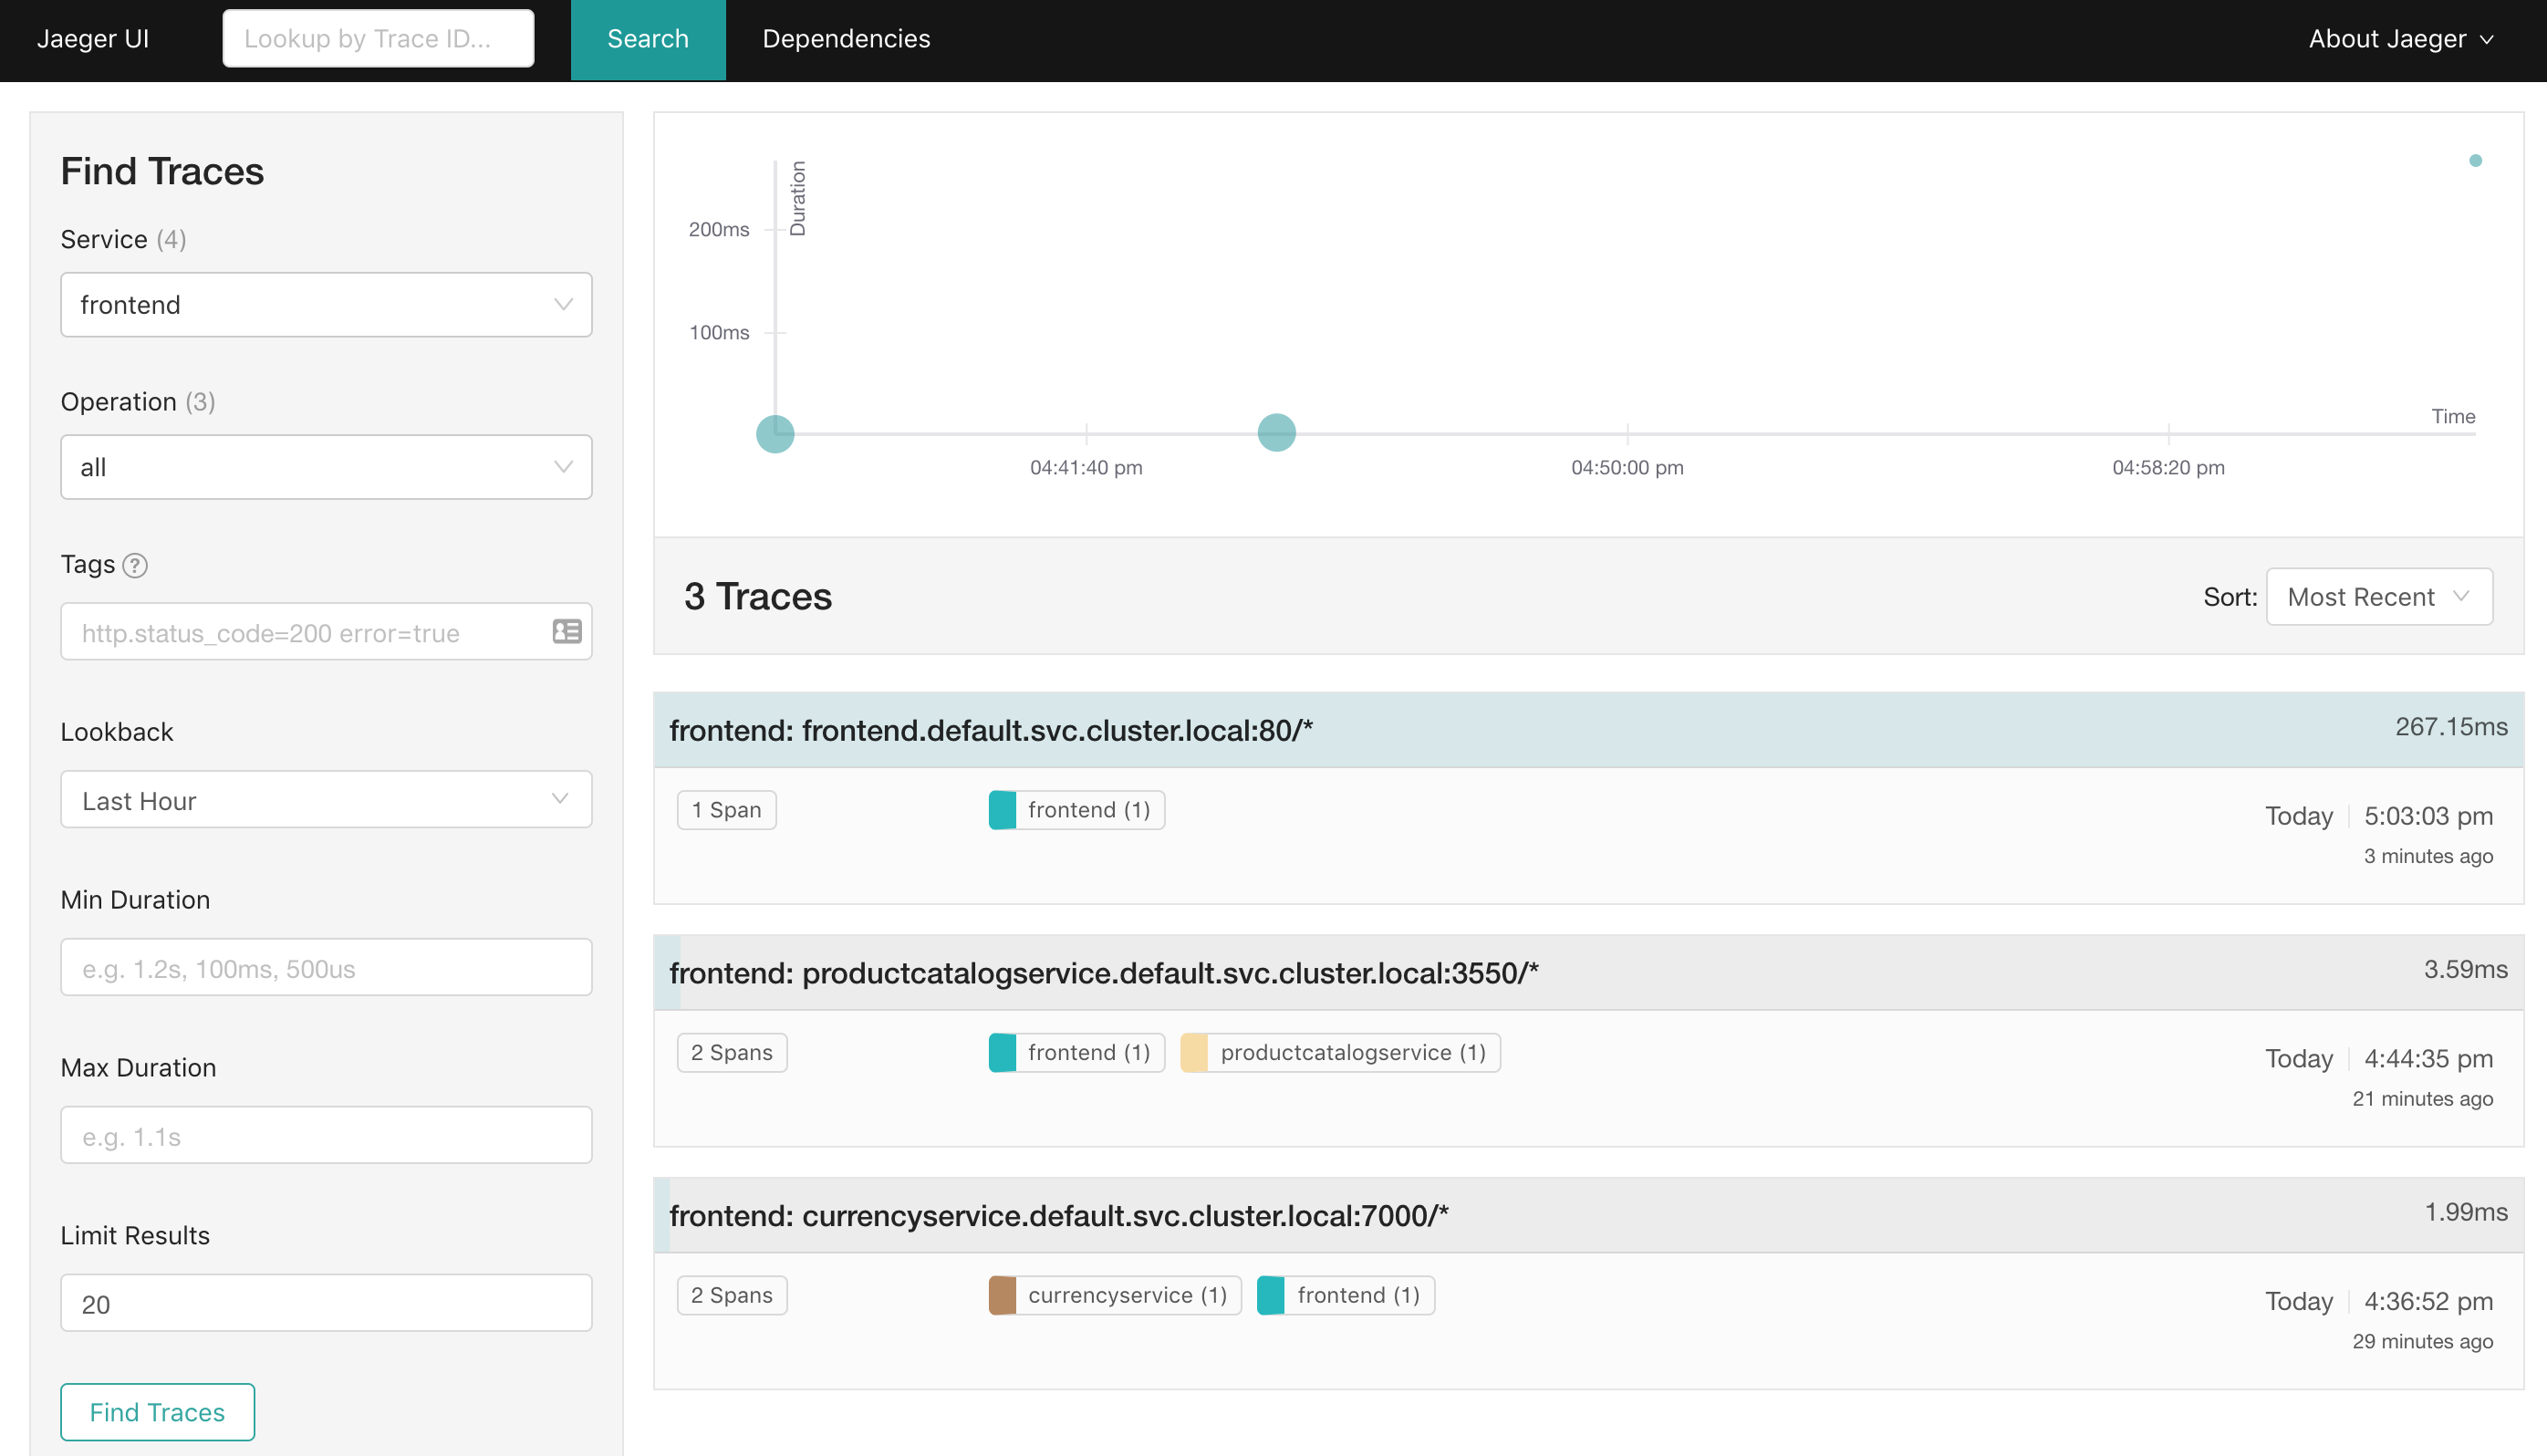 Jaeger UI
Lookup by Trace ID...
Search
Dependencies
About Jaeger
Find Traces
Service (4)
frontend
Operation (3)
all
Tags ?
http.status_code=200 error=true
Lookback
Last Hour
Min Duration
e.g. 1.2s, 100ms, 500us
Max Duration
e.g. 1.1s
Limit Results
20
Find Traces
Duration
200ms
100ms
Time
04:41:40 pm
04:50:00 pm
04:58:20 pm
3 Traces
Sort: Most Recent
frontend: frontend.default.svc.cluster.local:80/*
267.15ms
1 Span
frontend (1)
Today
5:03:03 pm
3 minutes ago
frontend: productcatalogservice.default.svc.cluster.local:3550/*
3.59ms
2 Spans
frontend (1)
productcatalogservice (1)
Today
4:44:35 pm
21 minutes ago
frontend: currencyservice.default.svc.cluster.local:7000/*
1.99ms
2 Spans
currencyservice (1)
frontend (1)
Today
4:36:52 pm
29 minutes ago